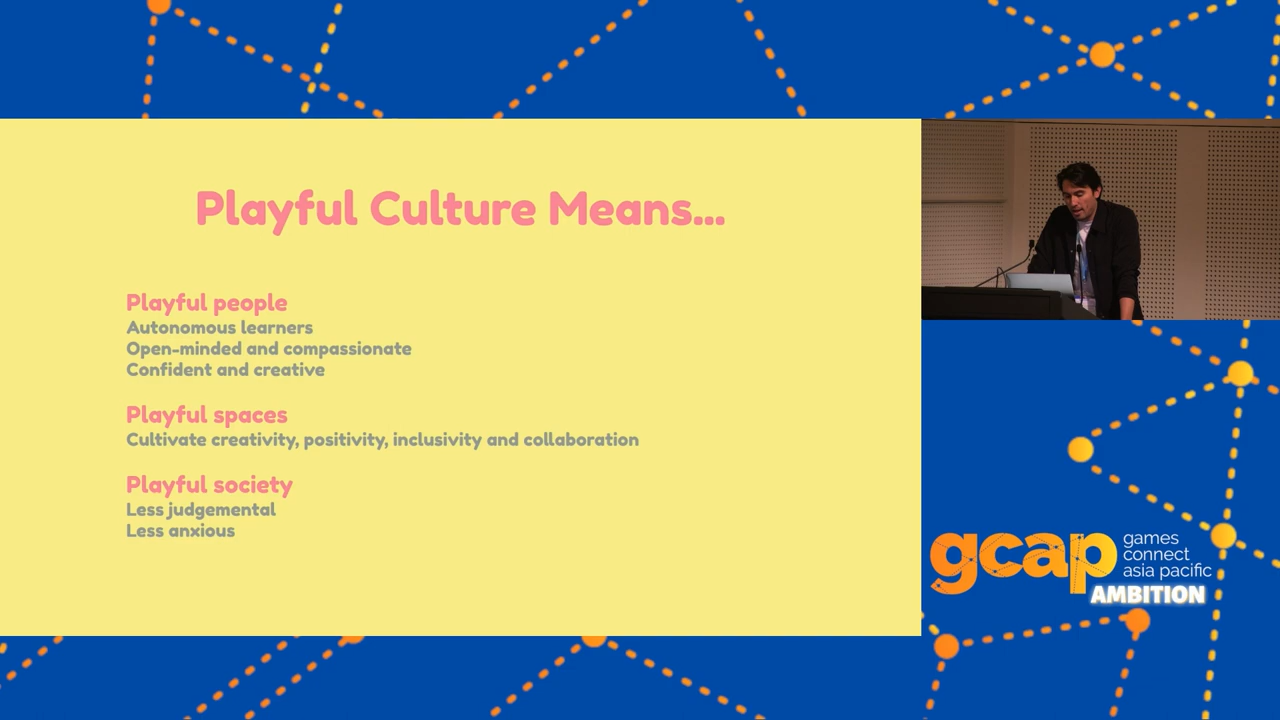 Playful Culture Means...
Playful people
Autonomous learners
Open-minded and compassionate
Confident and creative
Playful spaces
Cultivate creativity, positivity, inclusivity and collaboration
Playful society
Less judgemental
Less anxious
gcap
games
connect
asia pacific
AMBITION